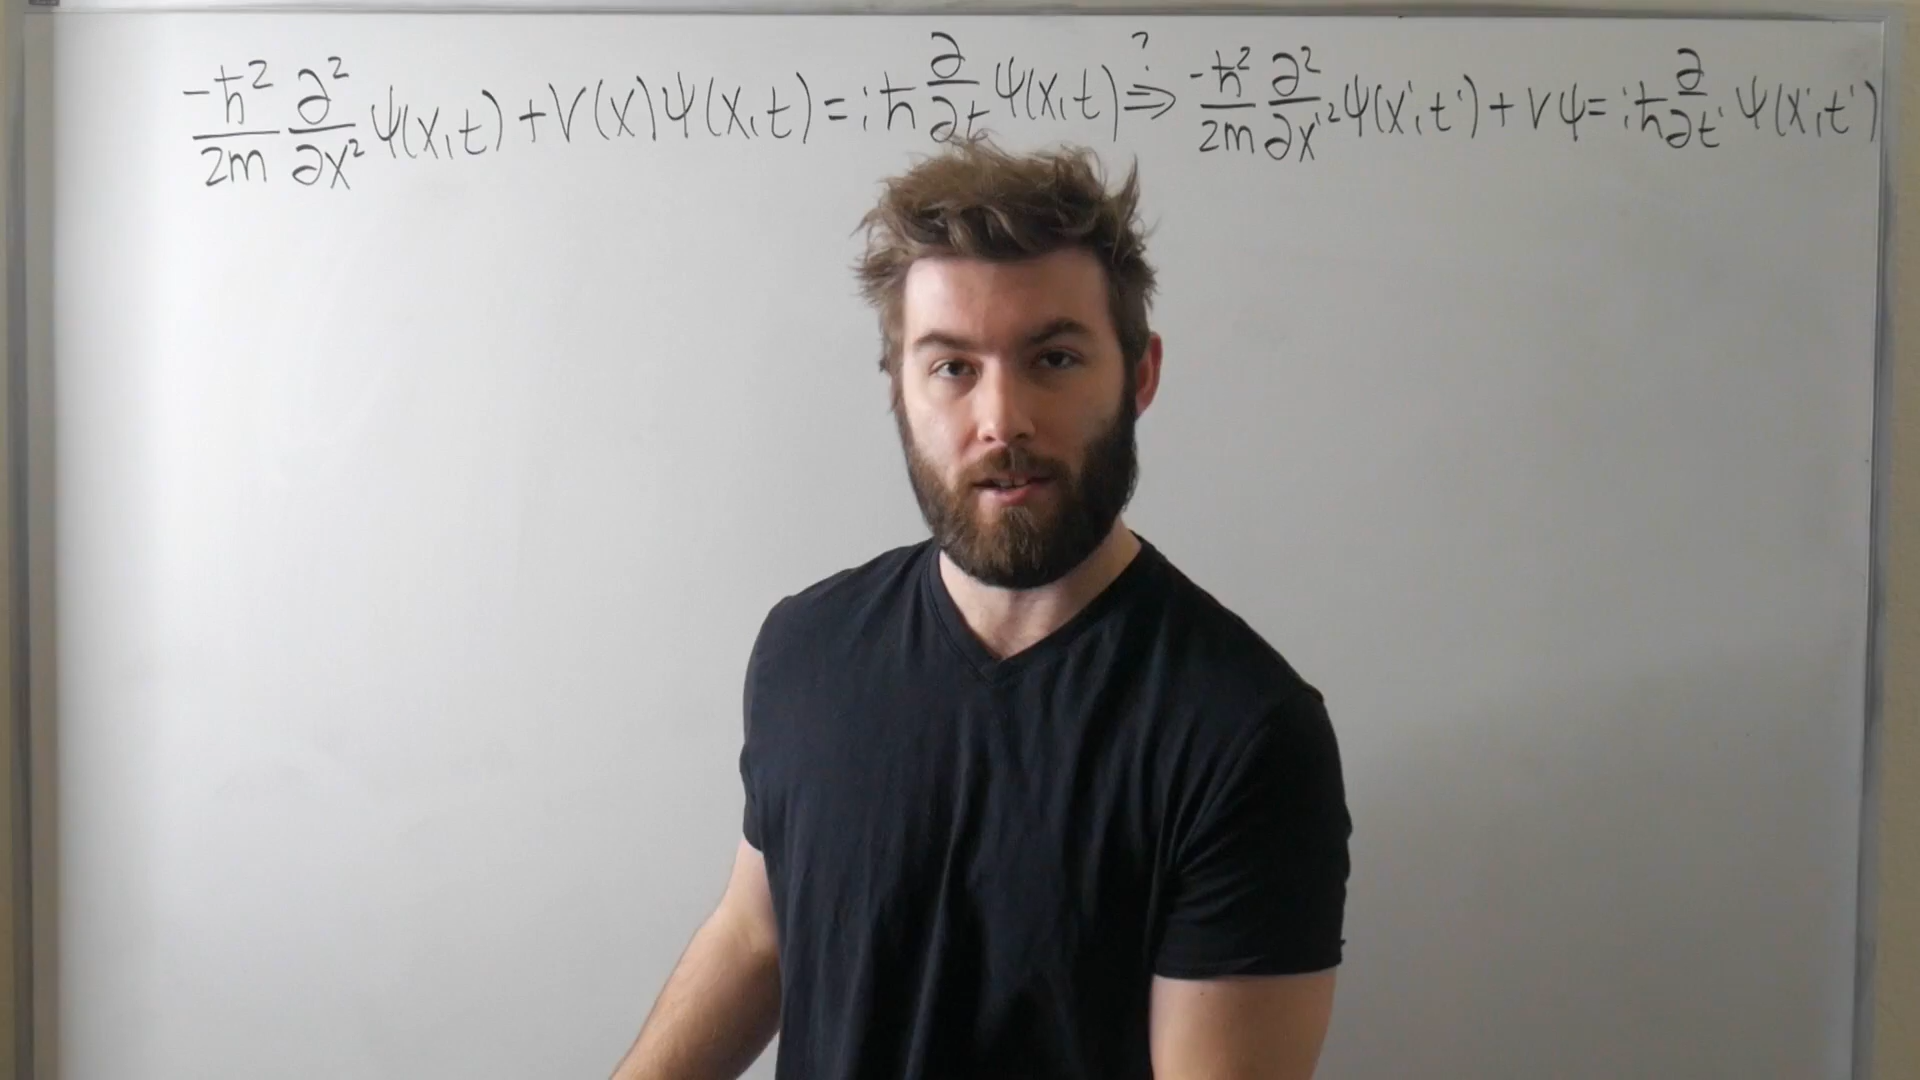 -ħ²/2m ∂²/∂x² ψ(x,t) + V(x)ψ(x,t) = iħ ∂/∂t ψ(x,t) ?⇒ -ħ²/2m ∂²/∂x'² ψ(x',t') + Vψ = iħ ∂/∂t' ψ(x',t')